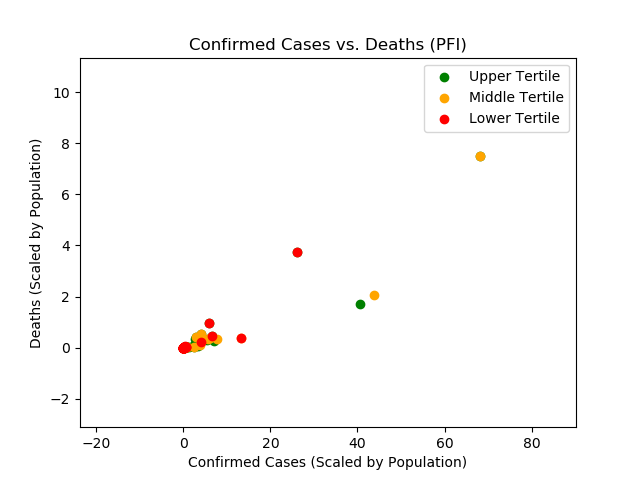 Confirmed Cases vs. Deaths (PFI)
Upper Tertile
Middle Tertile
Lower Tertile
10
8
6
4
2
0
−2
Deaths (Scaled by Population)
−20
0
20
40
60
80
Confirmed Cases (Scaled by Population)